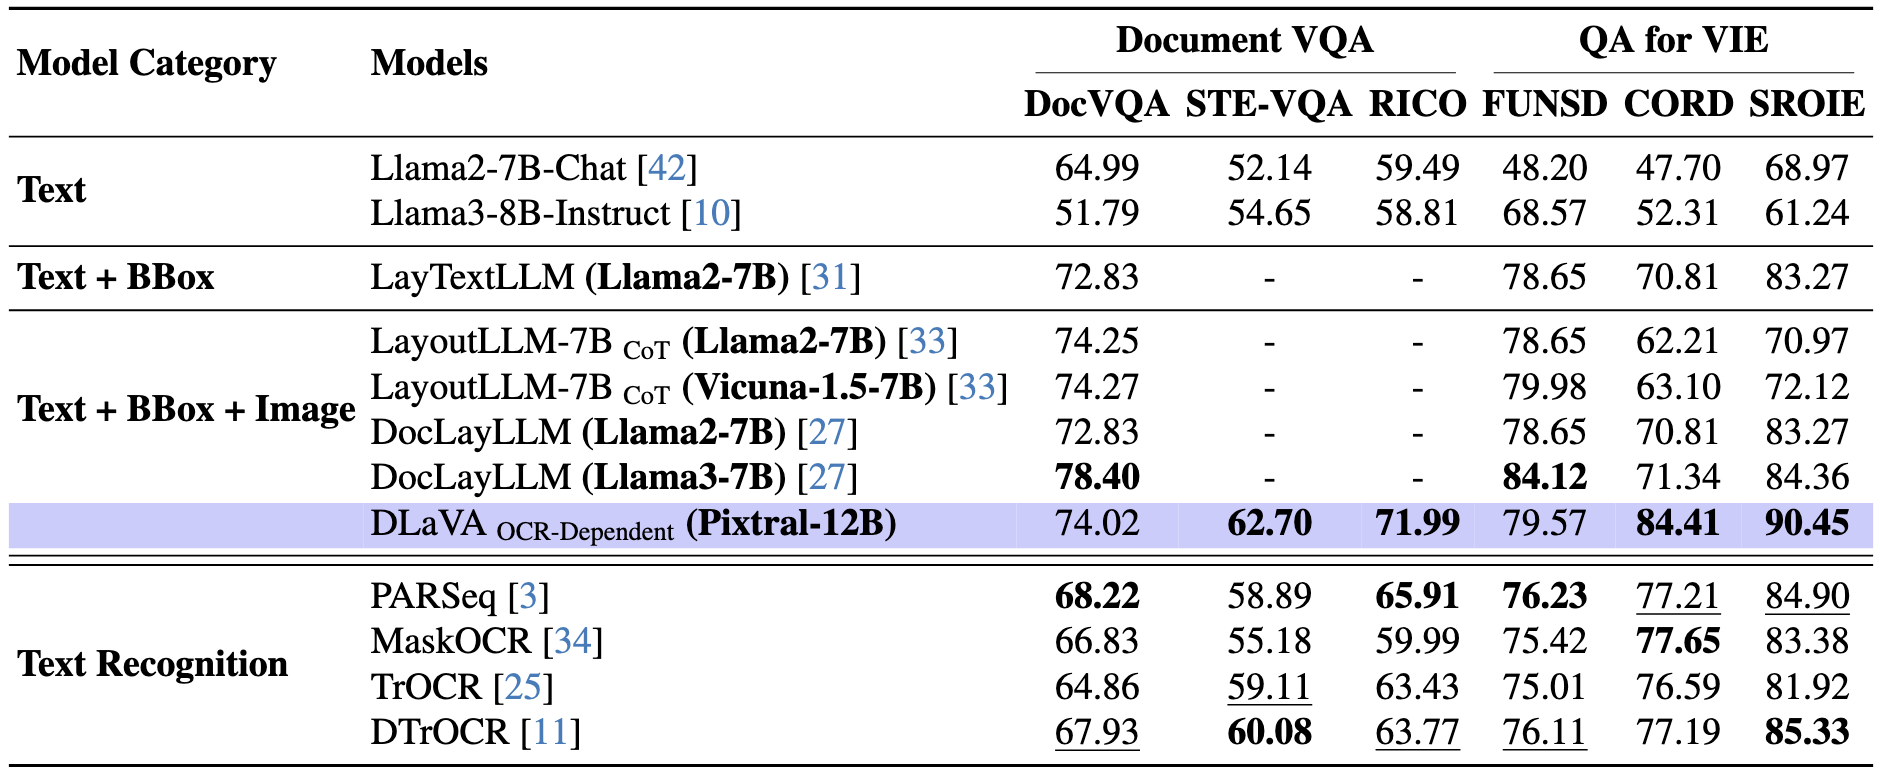 Model Category Models Document VQA QA for VIE
DocVQA STE-VQA RICO FUNSD CORD SROIE
Text Llama2-7B-Chat [42] 64.99 52.14 59.49 48.20 47.70 68.97
Llama3-8B-Instruct [10] 51.79 54.65 58.81 68.57 52.31 61.24
Text + BBox LayTextLLM (Llama2-7B) [31] 72.83 - - 78.65 70.81 83.27
Text + BBox + Image LayoutLLM-7B CoT (Llama2-7B) [33] 74.25 - - 78.65 62.21 70.97
LayoutLLM-7B CoT (Vicuna-1.5-7B) [33] 74.27 - - 79.98 63.10 72.12
DocLayLLM (Llama2-7B) [27] 72.83 - - 78.65 70.81 83.27
DocLayLLM (Llama3-7B) [27] 78.40 - - 84.12 71.34 84.36
DLaVA OCR-Dependent (Pixtral-12B) 74.02 62.70 71.99 79.57 84.41 90.45
Text Recognition PARSeq [3] 68.22 58.89 65.91 76.23 77.21 84.90
MaskOCR [34] 66.83 55.18 59.99 75.42 77.65 83.38
TrOCR [25] 64.86 59.11 63.43 75.01 76.59 81.92
DTrOCR [11] 67.93 60.08 63.77 76.11 77.19 85.33